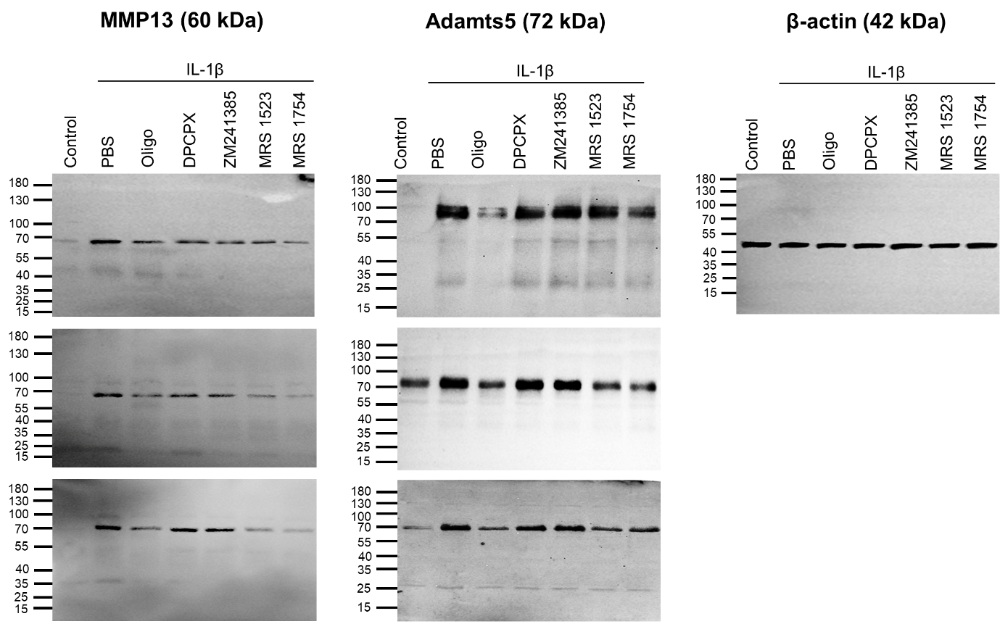 MMP13 (60 kDa)
Adamts5 (72 kDa)
β-actin (42 kDa)
IL-1β
IL-1β
IL-1β
Control
PBS
Oligo
DPCPX
ZM241385
MRS 1523
MRS 1754
Control
PBS
Oligo
DPCPX
ZM241385
MRS 1523
MRS 1754
Control
PBS
Oligo
DPCPX
ZM241385
MRS 1523
MRS 1754
180
130
100
70
55
40
35
25
15
180
130
100
70
55
40
35
25
15
180
130
100
70
55
40
35
25
15
180
130
100
70
55
40
35
25
15
180
130
100
70
55
40
35
25
15
180
130
100
70
55
40
35
25
15
180
130
100
70
55
40
35
25
15